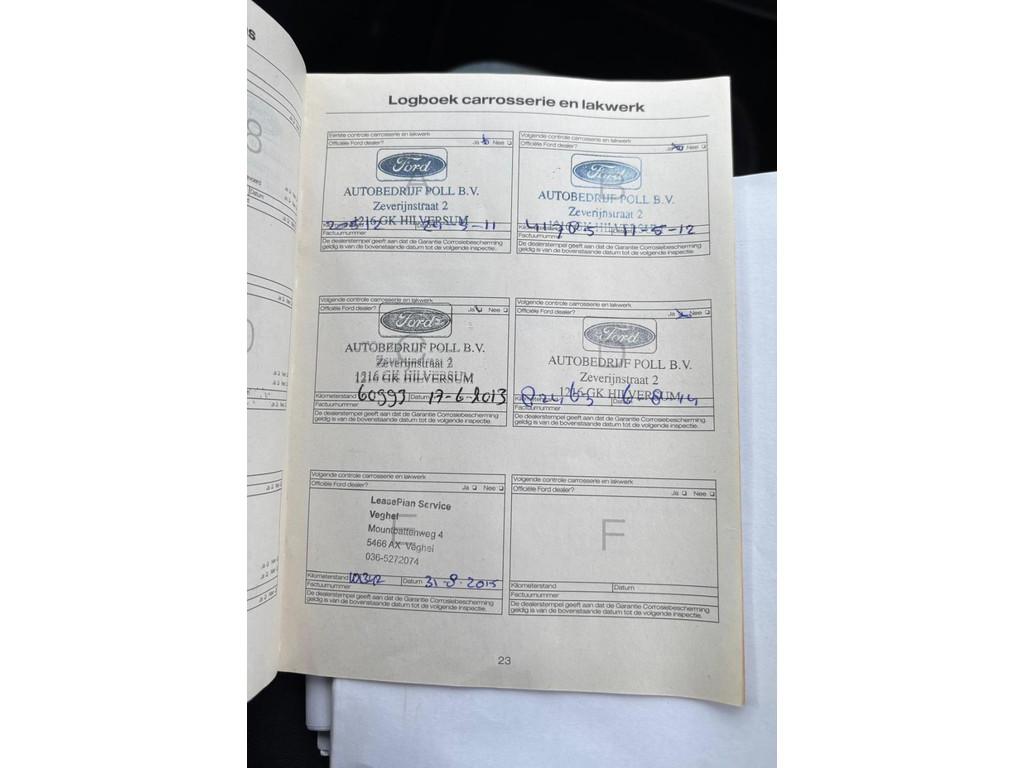 Logboek carrosserie en lakwerk
Eerste controle carrosserie en lakwerk
Officiële Ford dealer? Ja Nee
A
Ford
AUTOBEDRIJF POLL B.V.
Zeverijnstraat 2
1216 GK HILVERSUM
Factuurnummer
De dealerstempel geeft aan dat de Garantie Corrosiebescherming
geldig is van de bovenstaande datum tot de volgende inspectie.
Volgende controle carrosserie en lakwerk
Officiële Ford dealer? Ja Nee
B
Ford
AUTOBEDRIJF POLL B.V.
Zeverijnstraat 2
1216 GK HILVERSUM
11-5-12
Factuurnummer
De dealerstempel geeft aan dat de Garantie Corrosiebescherming
geldig is van de bovenstaande datum tot de volgende inspectie.
Volgende controle carrosserie en lakwerk
Officiële Ford dealer? Ja Nee
C
Ford
AUTOBEDRIJF POLL B.V.
Zeverijnstraat 2
1216 GK HILVERSUM
Kilometerstand 60993 Datum 17-6-2013
Factuurnummer
De dealerstempel geeft aan dat de Garantie Corrosiebescherming
geldig is van de bovenstaande datum tot de volgende inspectie.
Volgende controle carrosserie en lakwerk
Officiële Ford dealer? Ja Nee
D
Ford
AUTOBEDRIJF POLL B.V.
Zeverijnstraat 2
1216 GK HILVERSUM
6-8-14
Factuurnummer
De dealerstempel geeft aan dat de Garantie Corrosiebescherming
geldig is van de bovenstaande datum tot de volgende inspectie.
Volgende controle carrosserie en lakwerk
Officiële Ford dealer? Ja Nee
E
LeasePlan Service
Veghel
Mountbattenweg 4
5466 AX Veghel
036-5272074
Kilometerstand Datum 31-8-2015
Factuurnummer
De dealerstempel geeft aan dat de Garantie Corrosiebescherming
geldig is van de bovenstaande datum tot de volgende inspectie.
Volgende controle carrosserie en lakwerk
Officiële Ford dealer? Ja Nee
F
Kilometerstand Datum
Factuurnummer
De dealerstempel geeft aan dat de Garantie Corrosiebescherming
geldig is van de bovenstaande datum tot de volgende inspectie.
23